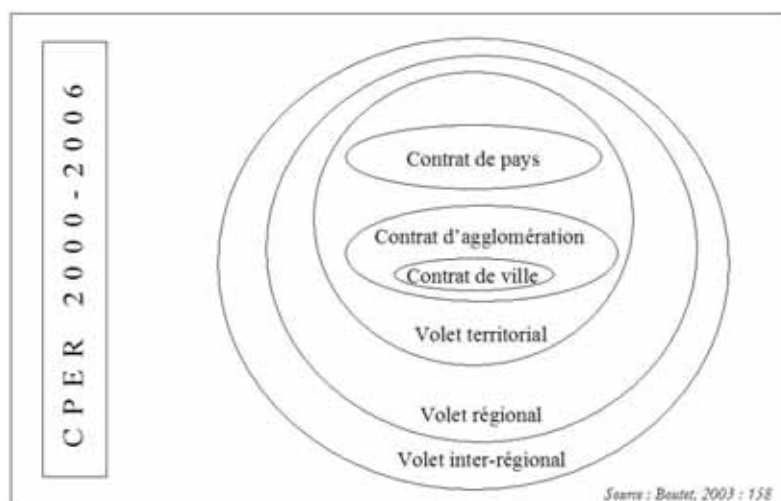 CPER 2000-2006
Contrat de pays
Contrat d'agglomération
Contrat de ville
Volet territorial
Volet régional
Volet inter-régional
Source : Boutet, 2003 : 158